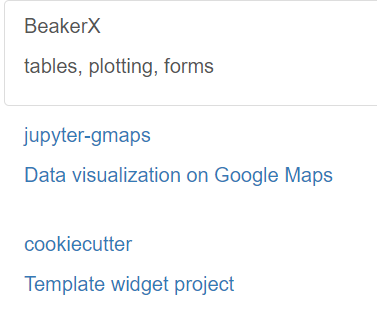 BeakerX
tables, plotting, forms
jupyter-gmaps
Data visualization on Google Maps
cookiecutter
Template widget project